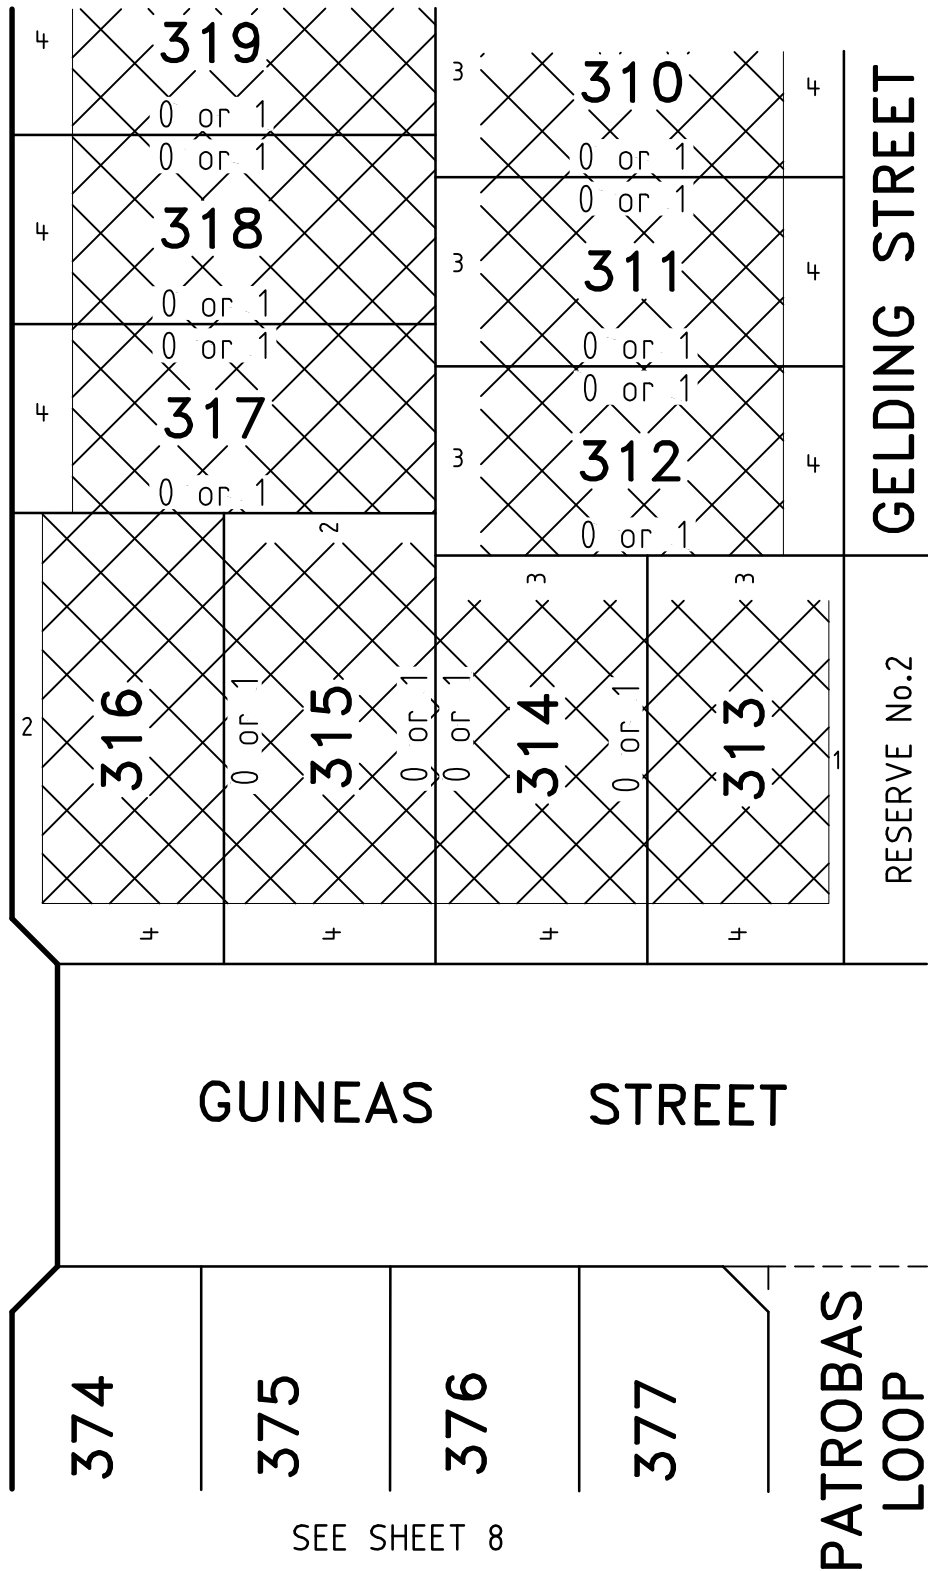 4
319
0 or 1
3
310
4
0 or 1
0 or 1
4
318
0 or 1
0 or 1
3
311
4
0 or 1
0 or 1
4
317
0 or 1
0 or 1
3
312
4
0 or 1
GELDING STREET
2
316
4
2
315
0 or 1
0 or 1
4
3
314
0 or 1
0 or 1
4
3
313
1
4
RESERVE No.2
GUINEAS STREET
374
375
376
377
PATROBAS
LOOP
SEE SHEET 8